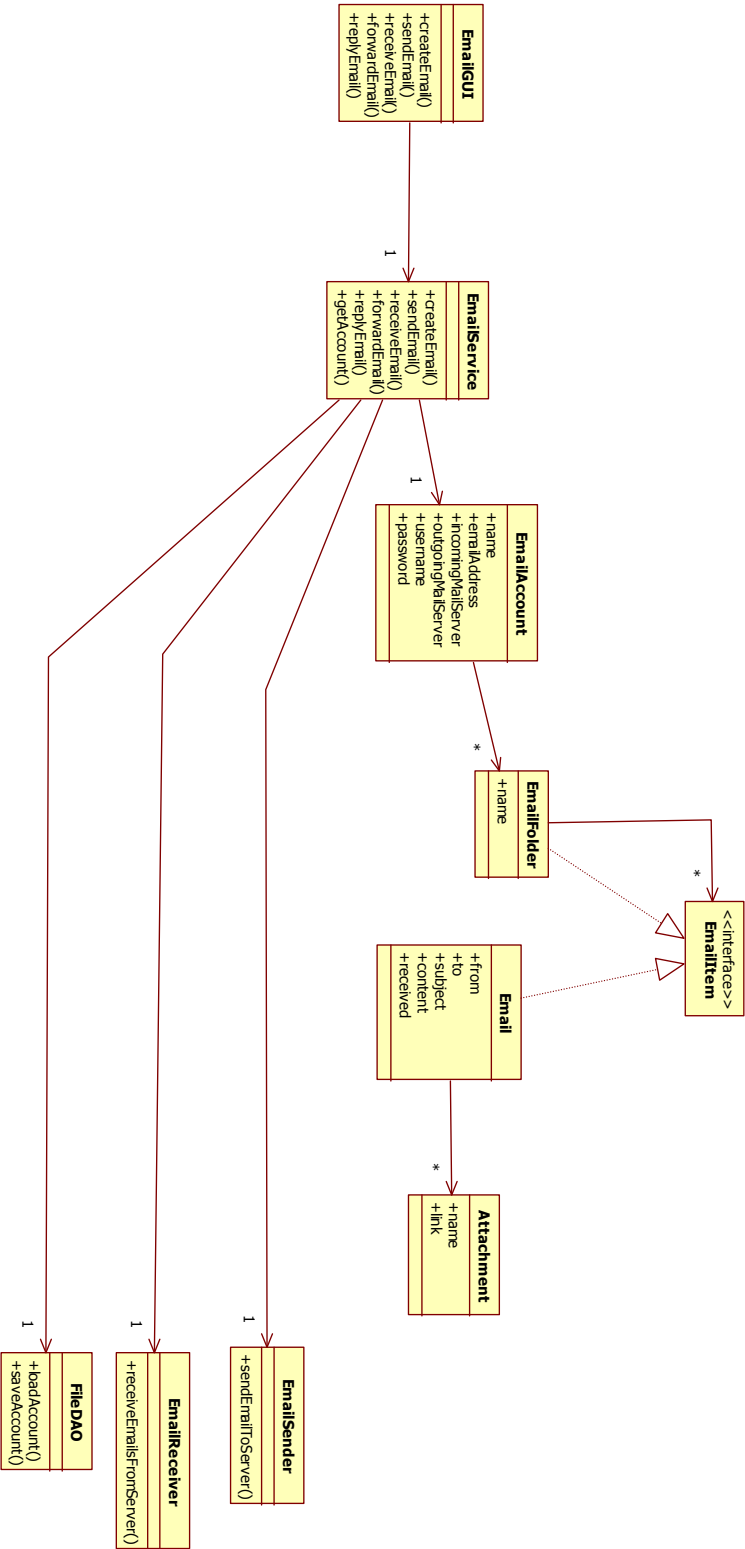 EmailGUI
+createEmail()
+sendEmail()
+receiveEmail()
+forwardEmail()
+replyEmail()
1
EmailService
+createEmail()
+sendEmail()
+receiveEmail()
+forwardEmail()
+replyEmail()
+getAccount()
1
EmailAccount
+name
+emailAddress
+incomingMailServer
+outgoingMailServer
+username
+password
*
EmailFolder
+name
*
<<interface>>
EmailItem
Email
+from
+to
+subject
+content
+received
*
Attachment
+name
+link
1
EmailSender
+sendEmailToServer()
1
EmailReceiver
+receiveEmailsFromServer()
1
FileDAO
+loadAccount()
+saveAccount()